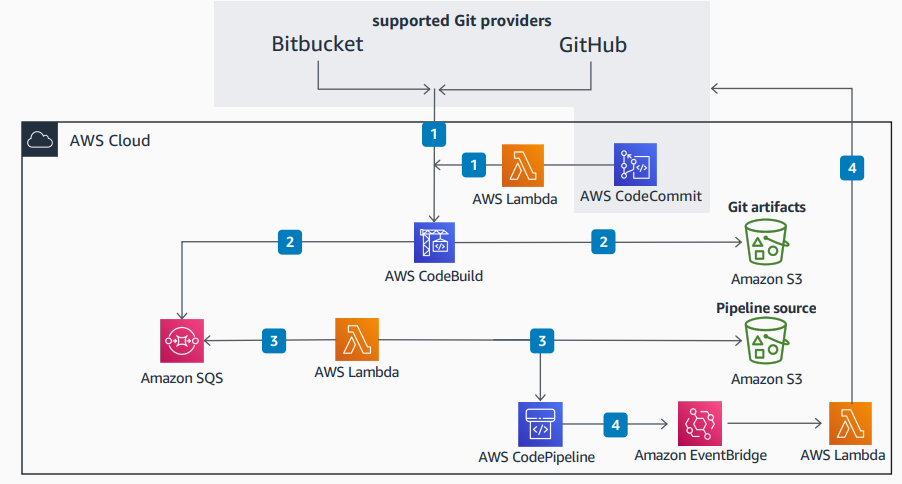 supported Git providers
Bitbucket
GitHub
AWS Cloud
1
1
4
AWS Lambda
AWS CodeCommit
Git artifacts
2
2
AWS CodeBuild
Amazon S3
Pipeline source
3
3
Amazon SQS
AWS Lambda
Amazon S3
4
AWS CodePipeline
Amazon EventBridge
AWS Lambda